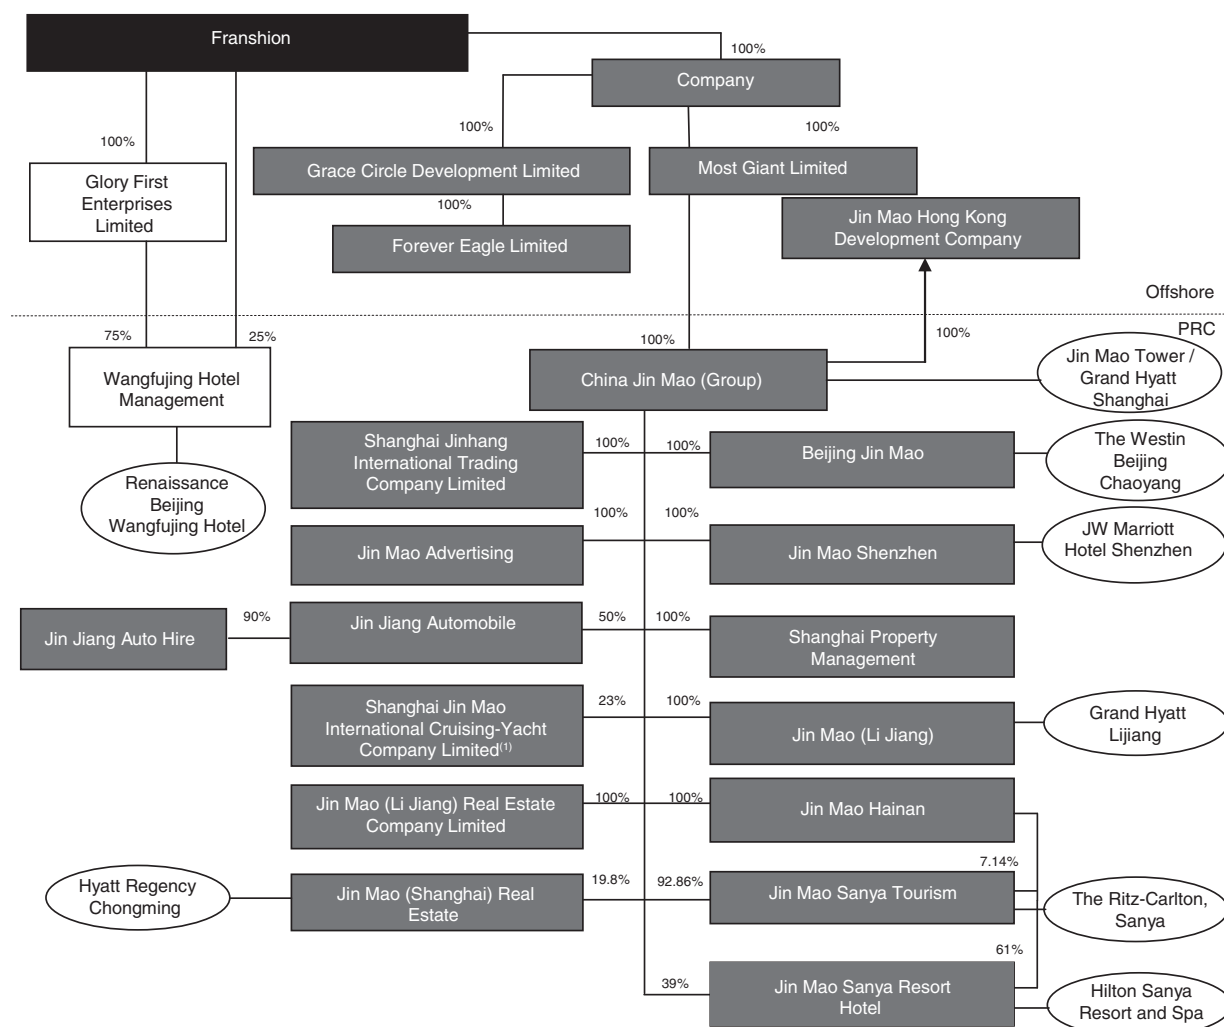 Franshion
100%
Company
100%
100%
100%
Grace Circle Development Limited
Most Giant Limited
Glory First
Enterprises
Limited
100%
Jin Mao Hong Kong
Development Company
Forever Eagle Limited
Offshore
PRC
75%
25%
100%
100%
Wangfujing Hotel
Management
China Jin Mao (Group)
Jin Mao Tower /
Grand Hyatt
Shanghai
Shanghai Jinhang
International Trading
Company Limited
100%
100%
Beijing Jin Mao
The Westin
Beijing
Chaoyang
Renaissance
Beijing
Wangfujing Hotel
Jin Mao Advertising
100%
100%
Jin Mao Shenzhen
JW Marriott
Hotel Shenzhen
Jin Jiang Auto Hire
90%
Jin Jiang Automobile
50%
100%
Shanghai Property
Management
Shanghai Jin Mao
International Cruising-Yacht
Company Limited(1)
23%
100%
Jin Mao (Li Jiang)
Grand Hyatt
Lijiang
Jin Mao (Li Jiang) Real Estate
Company Limited
100%
100%
Jin Mao Hainan
7.14%
Hyatt Regency
Chongming
Jin Mao (Shanghai) Real
Estate
19.8%
92.86%
Jin Mao Sanya Tourism
The Ritz-Carlton,
Sanya
61%
39%
Jin Mao Sanya Resort
Hotel
Hilton Sanya
Resort and Spa